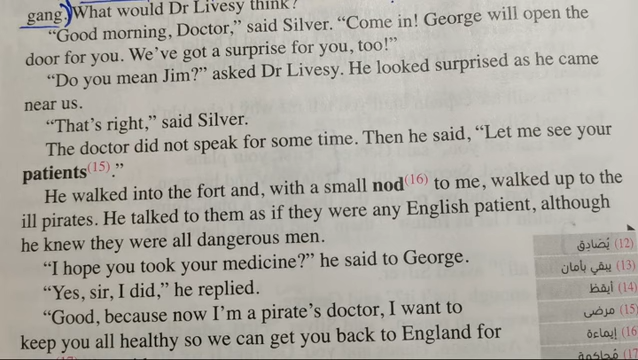 gang. What would Dr Livesy think?
“Good morning, Doctor,” said Silver. “Come in! George will open the
door for you. We’ve got a surprise for you, too!”
“Do you mean Jim?” asked Dr Livesy. He looked surprised as he came
near us.
“That’s right,” said Silver.
The doctor did not speak for some time. Then he said, “Let me see your
patients(15).”
He walked into the fort and, with a small nod(16) to me, walked up to the
ill pirates. He talked to them as if they were any English patient, although
he knew they were all dangerous men.
“I hope you took your medicine?” he said to George.
“Yes, sir, I did,” he replied.
“Good, because now I’m a pirate’s doctor, I want to
keep you all healthy so we can get you back to England for
(12) يُصَادِق
(13) يبقي بأمان
(14) أيقظ
(15) مرضى
(16) إيماءة
(17) مُحاكمة